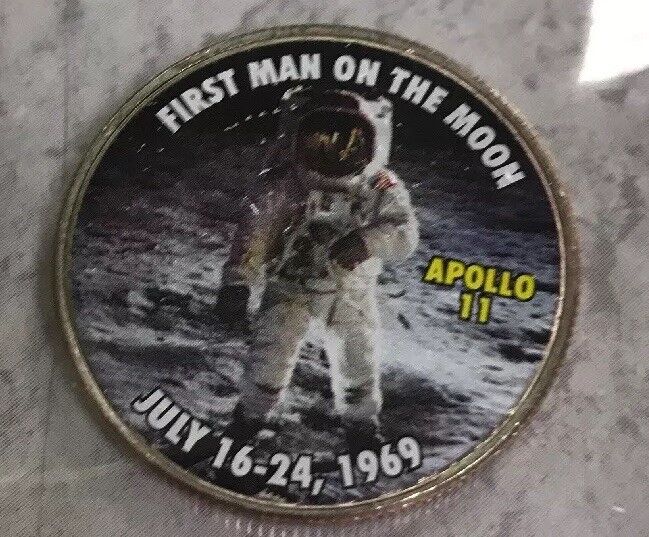 FIRST MAN ON THE MOON
APOLLO
11
JULY 16-24, 1969